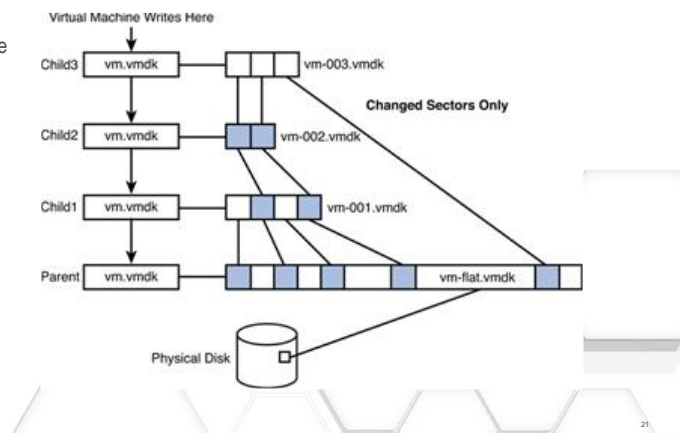 Virtual Machine Writes Here
e
Child3 vm.vmdk vm-003.vmdk
Changed Sectors Only
Child2 vm.vmdk vm-002.vmdk
Child1 vm.vmdk vm-001.vmdk
Parent vm.vmdk vm-flat.vmdk
Physical Disk
21